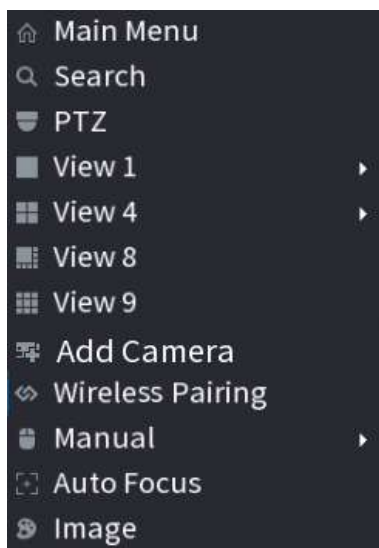 Main Menu
Search
PTZ
View 1
View 4
View 8
View 9
Add Camera
Wireless Pairing
Manual
Auto Focus
Image